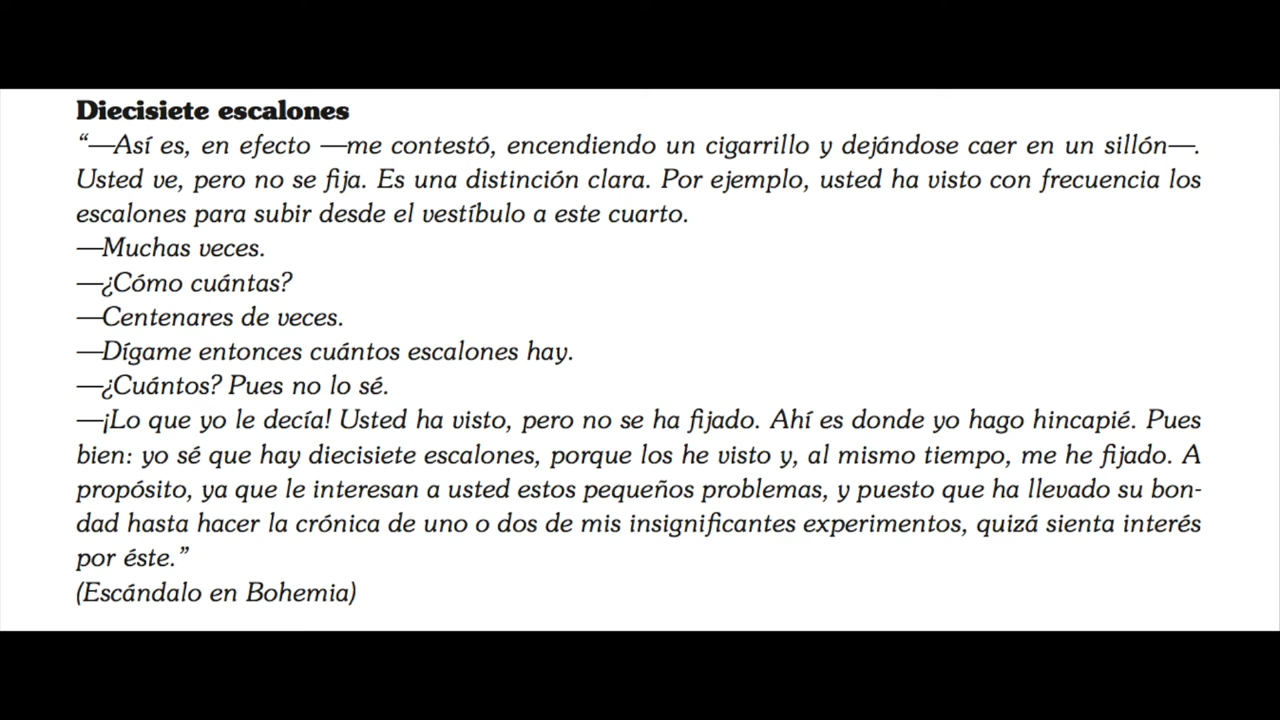 Diecisiete escalones
“—Así es, en efecto —me contestó, encendiendo un cigarrillo y dejándose caer en un sillón—.
Usted ve, pero no se fija. Es una distinción clara. Por ejemplo, usted ha visto con frecuencia los
escalones para subir desde el vestíbulo a este cuarto.
—Muchas veces.
—¿Cómo cuántas?
—Centenares de veces.
—Dígame entonces cuántos escalones hay.
—¿Cuántos? Pues no lo sé.
—¡Lo que yo le decía! Usted ha visto, pero no se ha fijado. Ahí es donde yo hago hincapié. Pues
bien: yo sé que hay diecisiete escalones, porque los he visto y, al mismo tiempo, me he fijado. A
propósito, ya que le interesan a usted estos pequeños problemas, y puesto que ha llevado su bon-
dad hasta hacer la crónica de uno o dos de mis insignificantes experimentos, quizá sienta interés
por éste.”
(Escándalo en Bohemia)